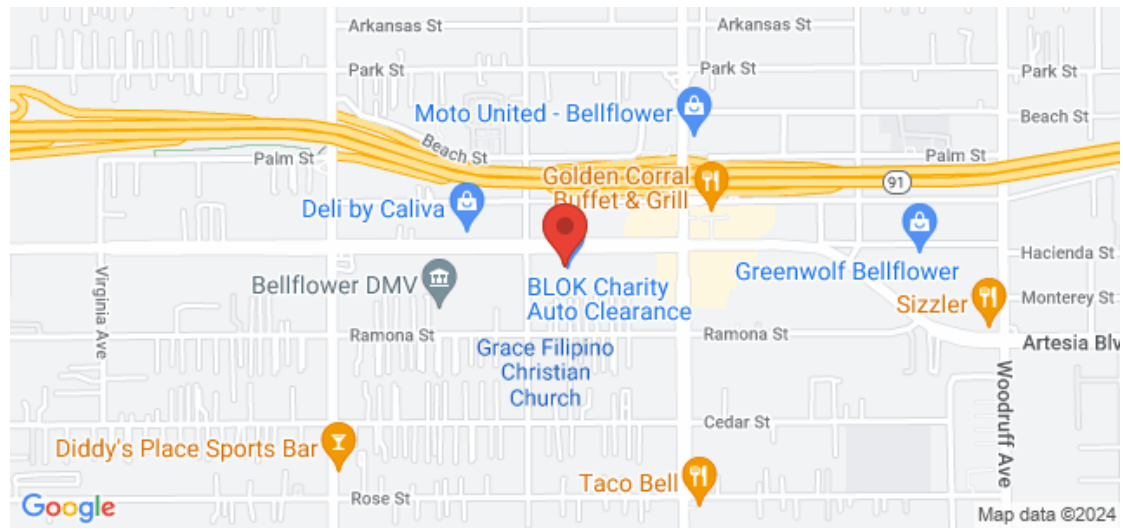 Arkansas St
Arkansas St
Park St
Park St
Park St
Moto United - Bellflower
Beach St
Beach St
Palm St
Palm St
Golden Corral
Buffet & Grill
91
Deli by Caliva
Hacienda St
Greenwolf Bellflower
Bellflower DMV
BLOK Charity
Auto Clearance
Sizzler
Monterey St
Virginia Ave
Ramona St
Ramona St
Artesia Blv
Grace Filipino
Christian
Church
Woodruff Ave
Cedar St
Diddy's Place Sports Bar
Taco Bell
Rose St
Google
Map data ©2024